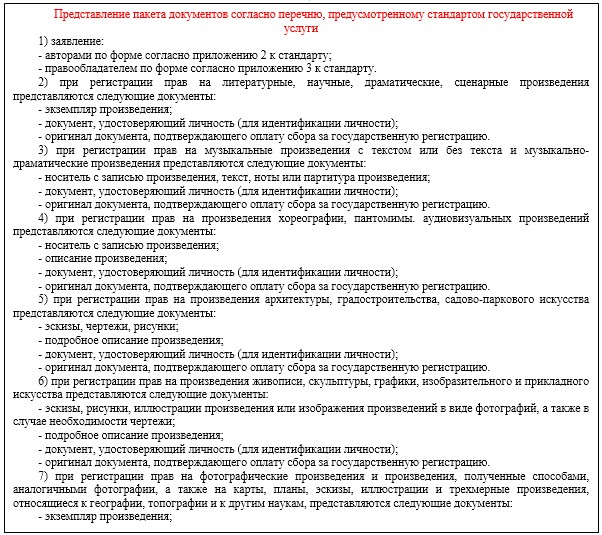 Представление пакета документов согласно перечню, предусмотренному стандартом государственной
услуги
1) заявление:
- авторами по форме согласно приложению 2 к стандарту;
- правообладателем по форме согласно приложению 3 к стандарту.
2) при регистрации прав на литературные, научные, драматические, сценарные произведения
представляются следующие документы:
- экземпляр произведения;
- документ, удостоверяющий личность (для идентификации личности);
- оригинал документа, подтверждающего оплату сбора за государственную регистрацию.
3) при регистрации прав на музыкальные произведения с текстом или без текста и музыкально-
драматические произведения представляются следующие документы:
- носитель с записью произведения, текст, ноты или партитура произведения;
- документ, удостоверяющий личность (для идентификации личности);
- оригинал документа, подтверждающего оплату сбора за государственную регистрацию.
4) при регистрации прав на произведения хореографии, пантомимы. аудиовизуальных произведений
представляются следующие документы:
- носитель с записью произведения;
- описание произведения;
- документ, удостоверяющий личность (для идентификации личности);
- оригинал документа, подтверждающего оплату сбора за государственную регистрацию.
5) при регистрации прав на произведения архитектуры, градостроительства, садово-паркового искусства
представляются следующие документы:
- эскизы, чертежи, рисунки;
- подробное описание произведения;
- документ, удостоверяющий личность (для идентификации личности);
- оригинал документа, подтверждающего оплату сбора за государственную регистрацию.
6) при регистрации прав на произведения живописи, скульптуры, графики, изобразительного и прикладного
искусства представляются следующие документы:
- эскизы, рисунки, иллюстрации произведения или изображения произведений в виде фотографий, а также в
случае необходимости чертежи;
- подробное описание произведения;
- документ, удостоверяющий личность (для идентификации личности);
- оригинал документа, подтверждающего оплату сбора за государственную регистрацию.
7) при регистрации прав на фотографические произведения и произведения, полученные способами,
аналогичными фотографии, а также на карты, планы, эскизы, иллюстрации и трехмерные произведения,
относящиеся к географии, топографии и к другим наукам, представляются следующие документы:
- экземпляр произведения;